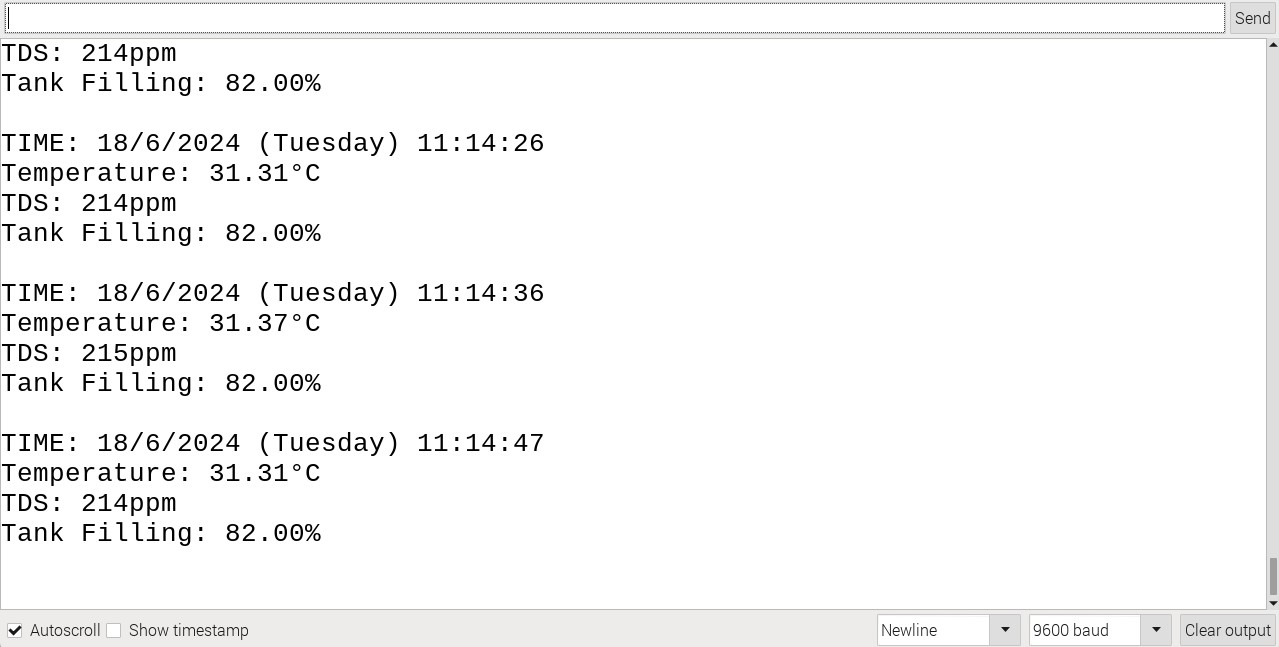 Send
TDS: 214ppm
Tank Filling: 82.00%
TIME: 18/6/2024 (Tuesday) 11:14:26
Temperature: 31.31°C
TDS: 214ppm
Tank Filling: 82.00%
TIME: 18/6/2024 (Tuesday) 11:14:36
Temperature: 31.37°C
TDS: 215ppm
Tank Filling: 82.00%
TIME: 18/6/2024 (Tuesday) 11:14:47
Temperature: 31.31°C
TDS: 214ppm
Tank Filling: 82.00%
Autoscroll Show timestamp Newline 9600 baud Clear output